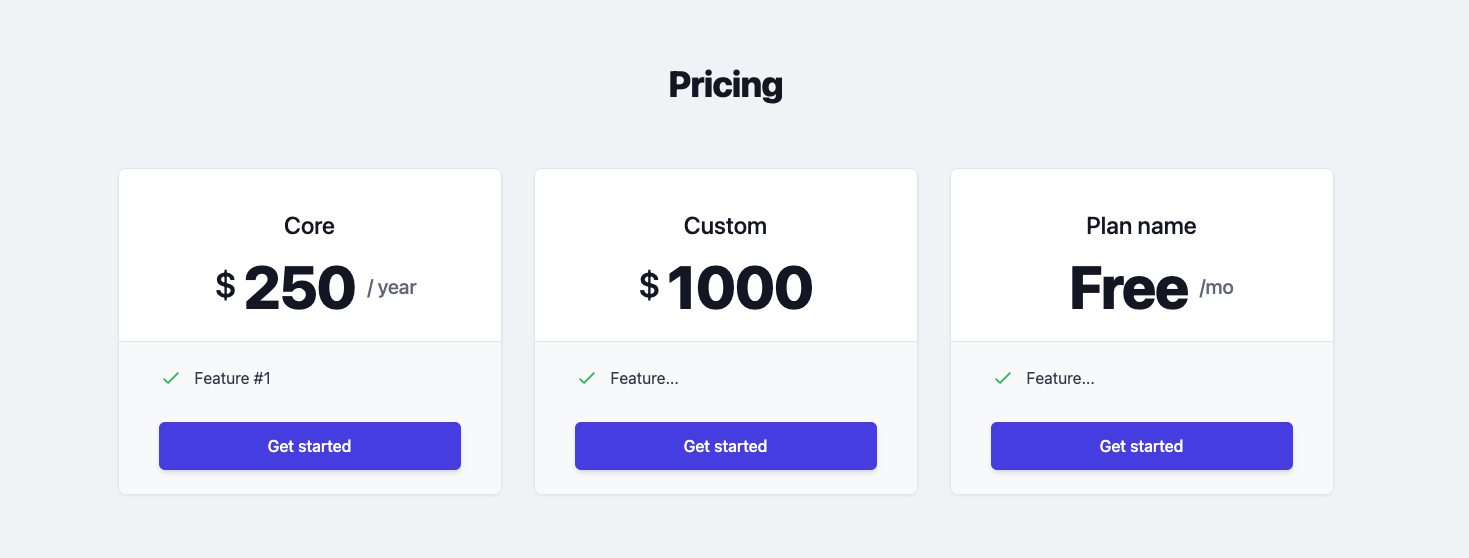 Pricing
Core
$ 250 / year
Feature #1
Get started
Custom
$ 1000
Feature...
Get started
Plan name
Free /mo
Feature...
Get started